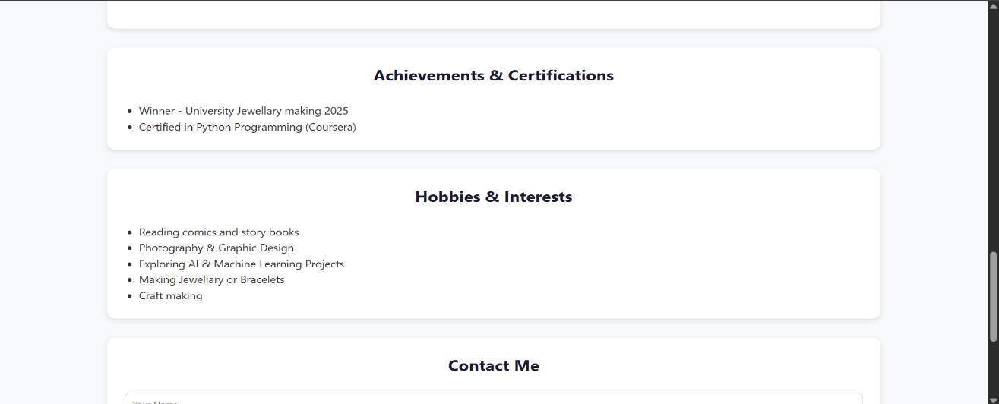 Achievements & Certifications
• Winner - University Jewellary making 2025
• Certified in Python Programming (Coursera)
Hobbies & Interests
• Reading comics and story books
• Photography & Graphic Design
• Exploring AI & Machine Learning Projects
• Making Jewellary or Bracelets
• Craft making
Contact Me
Your Name